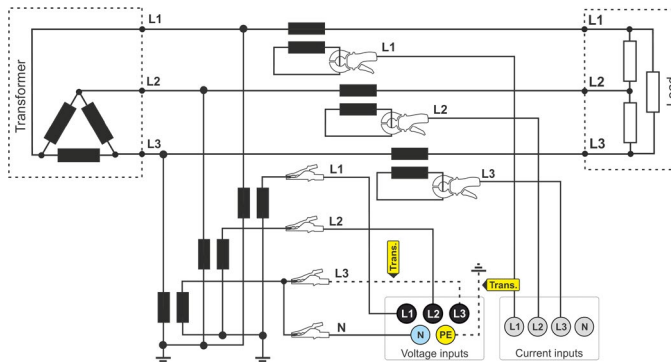 Transformer
L1
L2
L3
L1
L2
L3
L1
L2
L3
Load
L1
L2
L3
N
Trans.
Trans.
L1
L2
L3
N
PE
Voltage inputs
L1
L2
L3
N
Current inputs